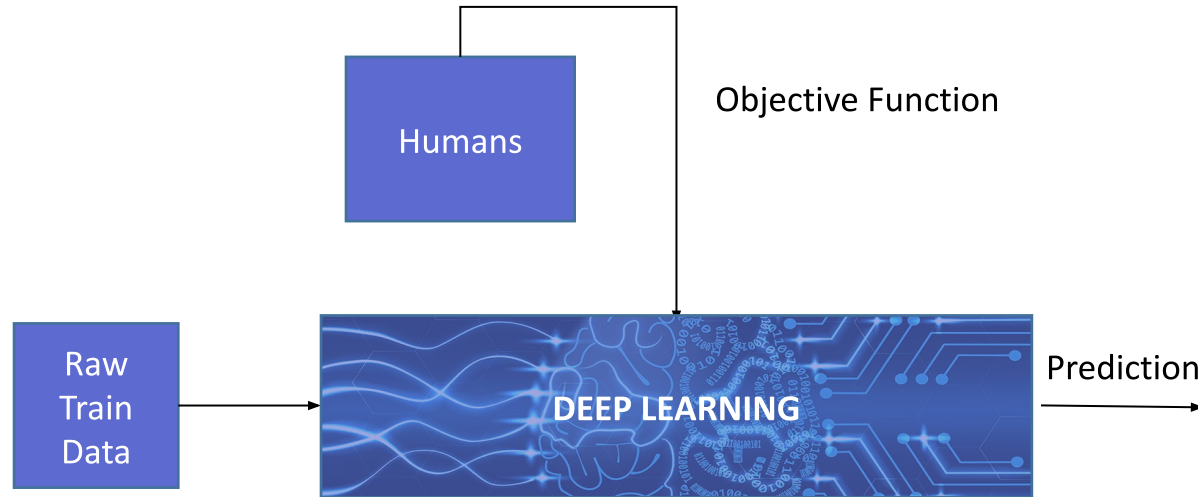 Humans
Objective Function
Raw
Train
Data
DEEP LEARNING
Prediction